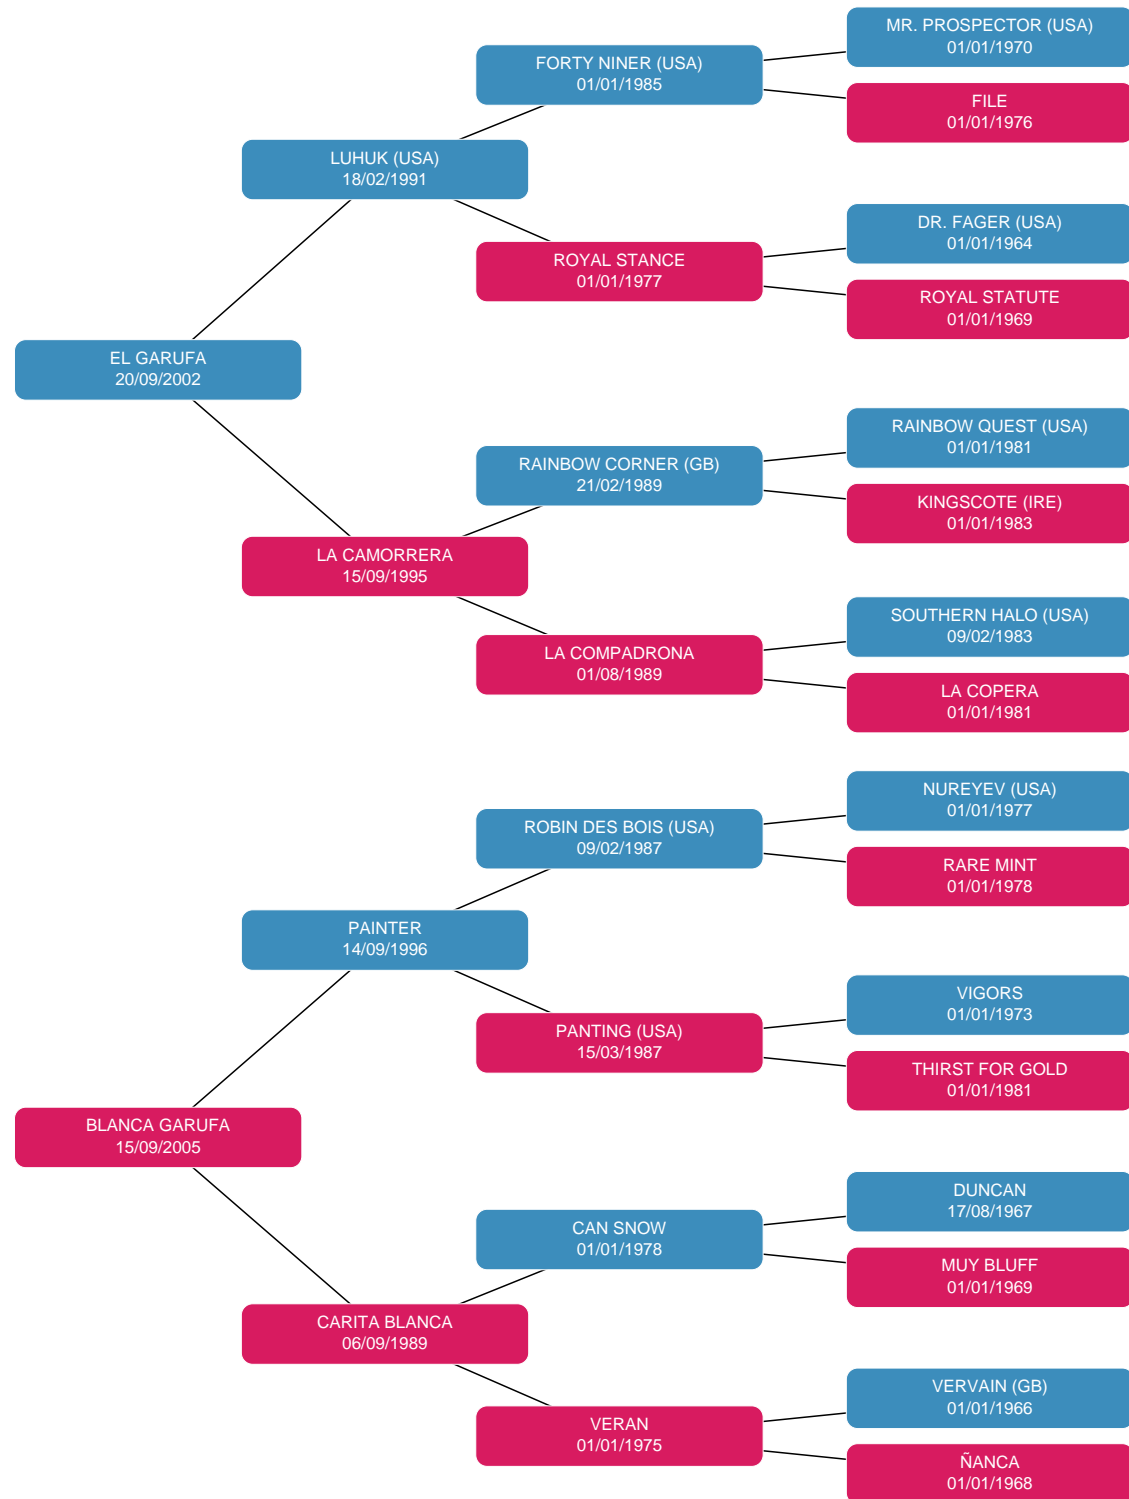 MR. PROSPECTOR (USA)
01/01/1970
FORTY NINER (USA)
01/01/1985
FILE
01/01/1976
LUHUK (USA)
18/02/1991
DR. FAGER (USA)
01/01/1964
ROYAL STANCE
01/01/1977
ROYAL STATUTE
01/01/1969
EL GARUFA
20/09/2002
RAINBOW QUEST (USA)
01/01/1981
RAINBOW CORNER (GB)
21/02/1989
KINGSCOTE (IRE)
01/01/1983
LA CAMORRERA
15/09/1995
SOUTHERN HALO (USA)
09/02/1983
LA COMPADRONA
01/08/1989
LA COPERA
01/01/1981
NUREYEV (USA)
01/01/1977
ROBIN DES BOIS (USA)
09/02/1987
RARE MINT
01/01/1978
PAINTER
14/09/1996
VIGORS
01/01/1973
PANTING (USA)
15/03/1987
THIRST FOR GOLD
01/01/1981
BLANCA GARUFA
15/09/2005
DUNCAN
17/08/1967
CAN SNOW
01/01/1978
MUY BLUFF
01/01/1969
CARITA BLANCA
06/09/1989
VERVAIN (GB)
01/01/1966
VERAN
01/01/1975
ÑANCA
01/01/1968